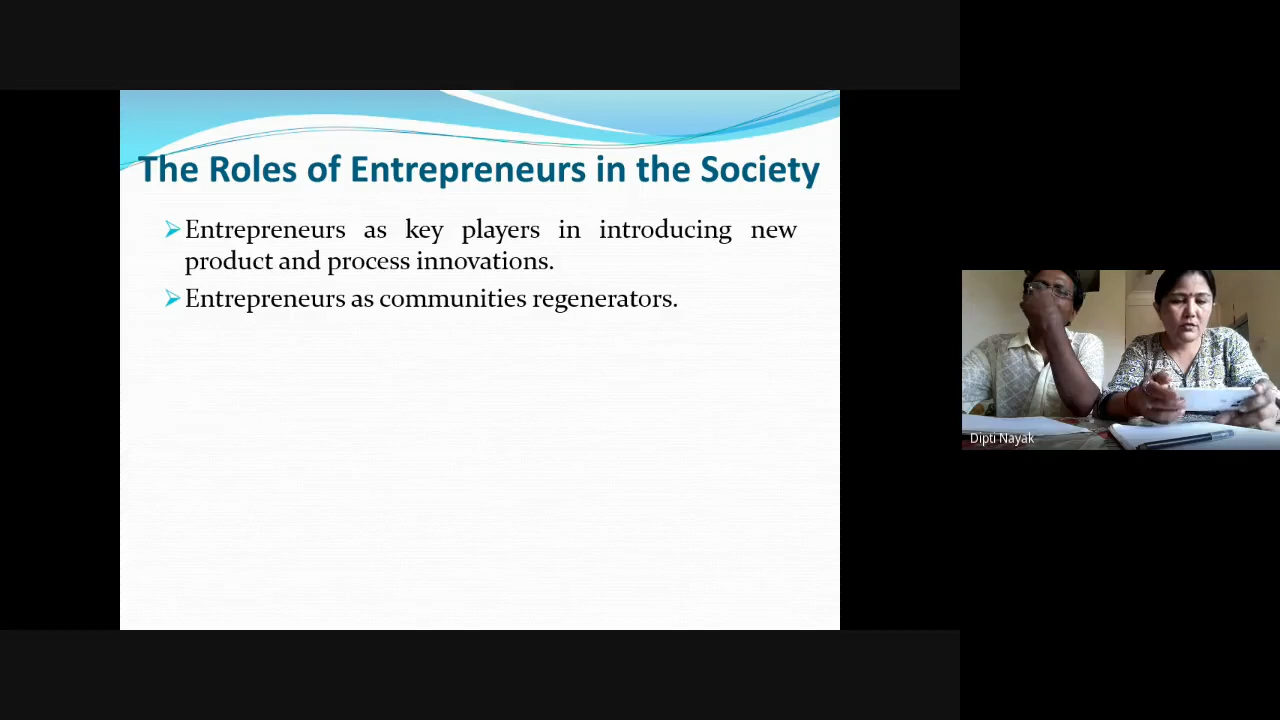 The Roles of Entrepreneurs in the Society
Entrepreneurs as key players in introducing new
product and process innovations.
Entrepreneurs as communities regenerators.
Dipti Nayak